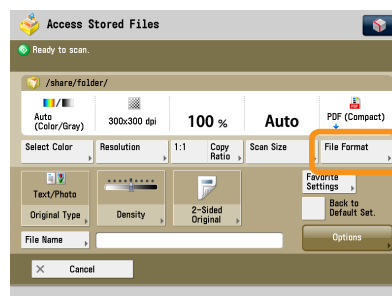 Access Stored Files
Ready to scan.
/share/folder/
Auto
(Color/Gray)
300x300 dpi
100 %
Auto
PDF
PDF (Compact)
Select Color
Resolution
1:1
Copy
Ratio
Scan Size
File Format
Text/Photo
Original Type
Density
2-Sided
Original
Favorite
Settings
Back to
Default Set.
File Name
Options
Cancel